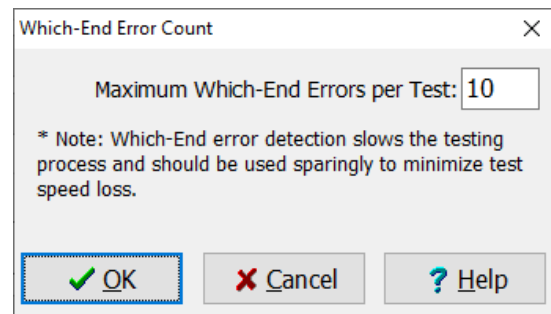 Which-End Error Count
Maximum Which-End Errors per Test: 10
* Note: Which-End error detection slows the testing
process and should be used sparingly to minimize test
speed loss.
OK Cancel Help